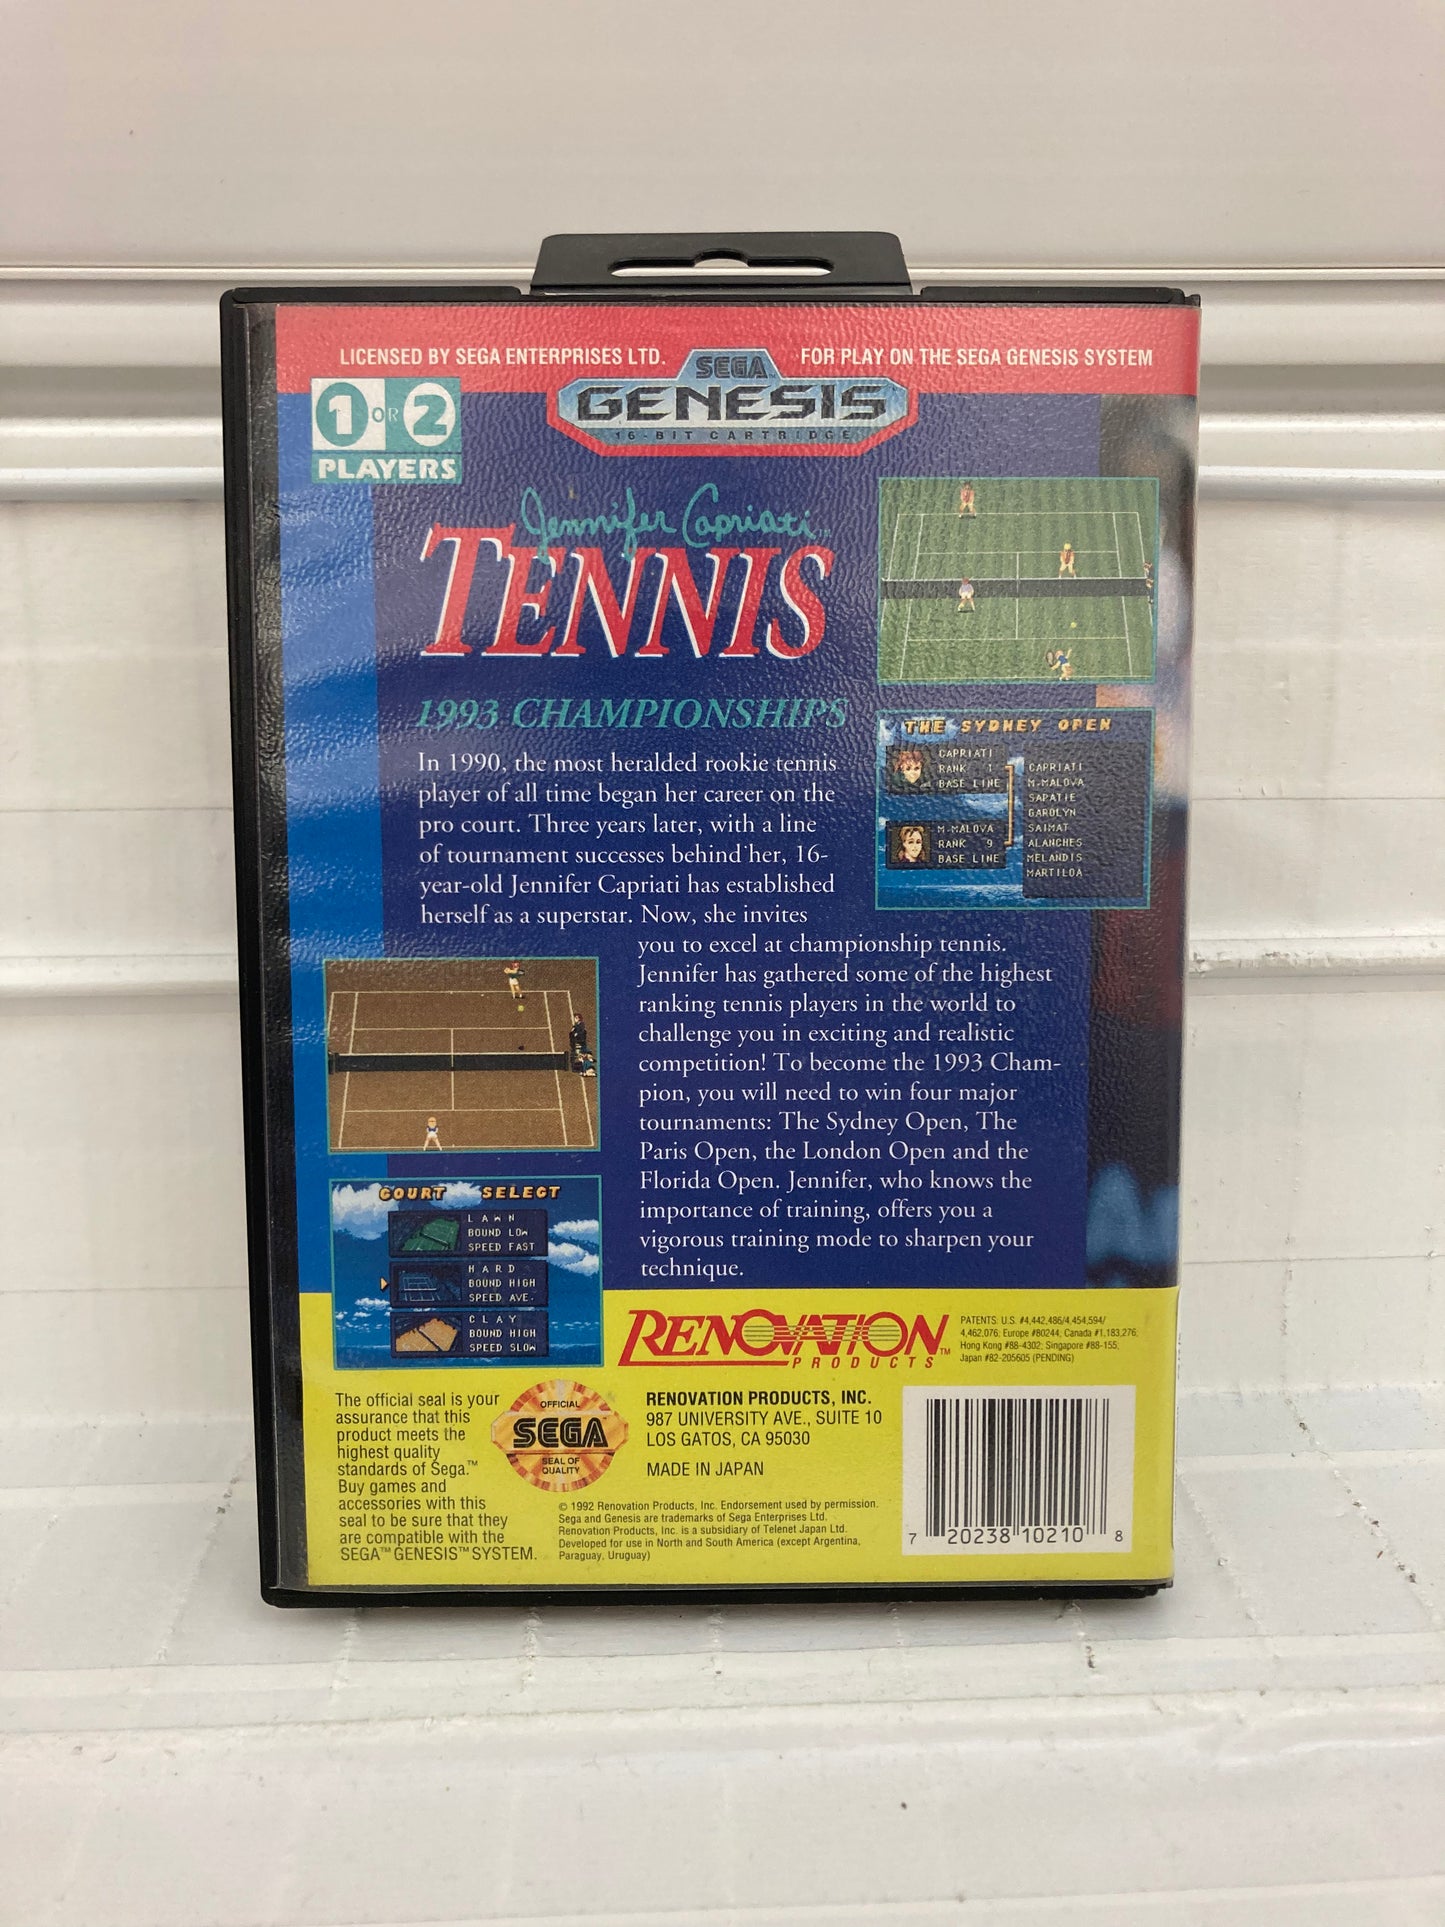 LICENSED BY SEGA ENTERPRISES LTD.
SEGA™
FOR PLAY ON THE SEGA GENESIS SYSTEM
GENESIS
16-BIT CARTRIDGE
1 OR 2
PLAYERS
Jennifer Capriati™
TENNIS
1993 CHAMPIONSHIPS
In 1990, the most heralded rookie tennis
player of all time began her career on the
pro court. Three years later, with a line
of tournament successes behind her, 16-
year-old Jennifer Capriati has established
herself as a superstar. Now, she invites
you to excel at championship tennis.
Jennifer has gathered some of the highest
ranking tennis players in the world to
challenge you in exciting and realistic
competition! To become the 1993 Cham-
pion, you will need to win four major
tournaments: The Sydney Open, The
Paris Open, the London Open and the
Florida Open. Jennifer, who knows the
importance of training, offers you a
vigorous training mode to sharpen your
technique.
THE SYDNEY OPEN
CAPRIATI
RANK 1
BASE LINE
M-MALOVA
RANK 9
BASE LINE
CAPRIATI
M-MALOVA
SAPATIE
GAROLYN
SAIMAT
ALANCHES
MELANDIS
MARTILOA
COURT SELECT
LAWN
BOUND LOW
SPEED FAST
HARD
BOUND HIGH
SPEED AVE.
CLAY
BOUND HIGH
SPEED SLOW
RENOVATION™
PRODUCTS
PATENTS: U.S. #4,442,486/4,454,594/
4,462,076; Europe #80244; Canada #1,183,276;
Hong Kong #88-4302; Singapore #88-155;
Japan #82-205605 (PENDING)
The official seal is your
assurance that this
product meets the
highest quality
standards of Sega.™
Buy games and
accessories with this
seal to be sure that they
are compatible with the
SEGA™ GENESIS™ SYSTEM.
OFFICIAL
SEGA
SEAL OF
QUALITY
RENOVATION PRODUCTS, INC.
987 UNIVERSITY AVE., SUITE 10
LOS GATOS, CA 95030
MADE IN JAPAN
© 1992 Renovation Products, Inc. Endorsement used by permission.
Sega and Genesis are trademarks of Sega Enterprises Ltd.
Renovation Products, Inc. is a subsidiary of Telenet Japan Ltd.
Developed for use in North and South America (except Argentina,
Paraguay, Uruguay)
7 20238 10210 8